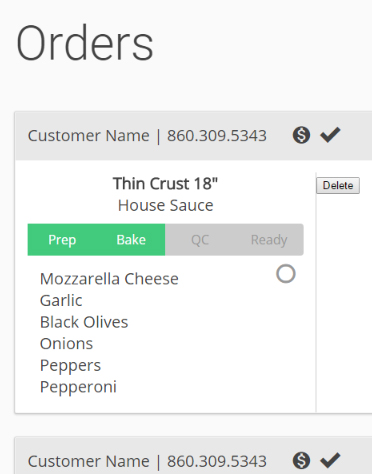 Orders
Customer Name | 860.309.5343
Thin Crust 18"
Delete
House Sauce
Prep Bake QC Ready
Mozzarella Cheese
Garlic
Black Olives
Onions
Peppers
Pepperoni
Customer Name | 860.309.5343